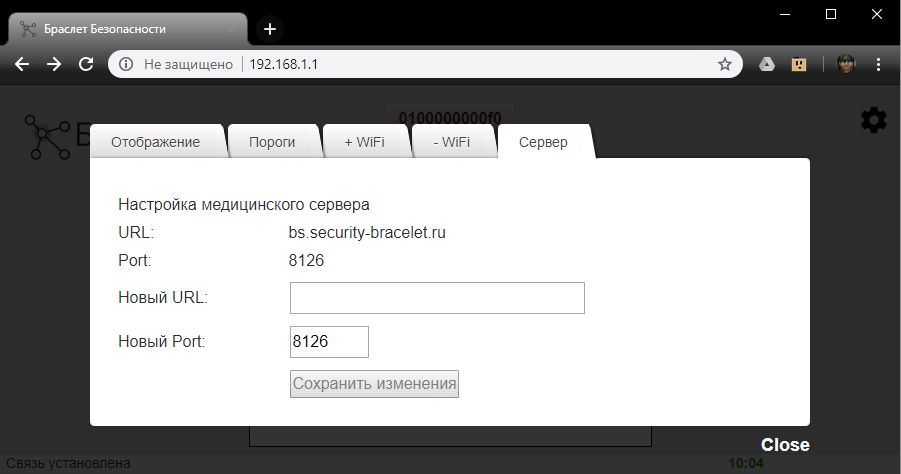 Браслет Безопасности
Не защищено 192.168.1.1
0100000000f0
Б
Отображение Пороги + WiFi - WiFi Сервер
Настройка медицинского сервера
URL: bs.security-bracelet.ru
Port: 8126
Новый URL:
Новый Port: 8126
Сохранить изменения
Close
Связь установлена 10:04